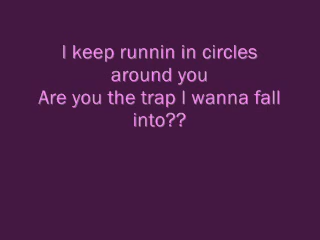 I keep runnin in circles
around you
Are you the trap I wanna fall
into??